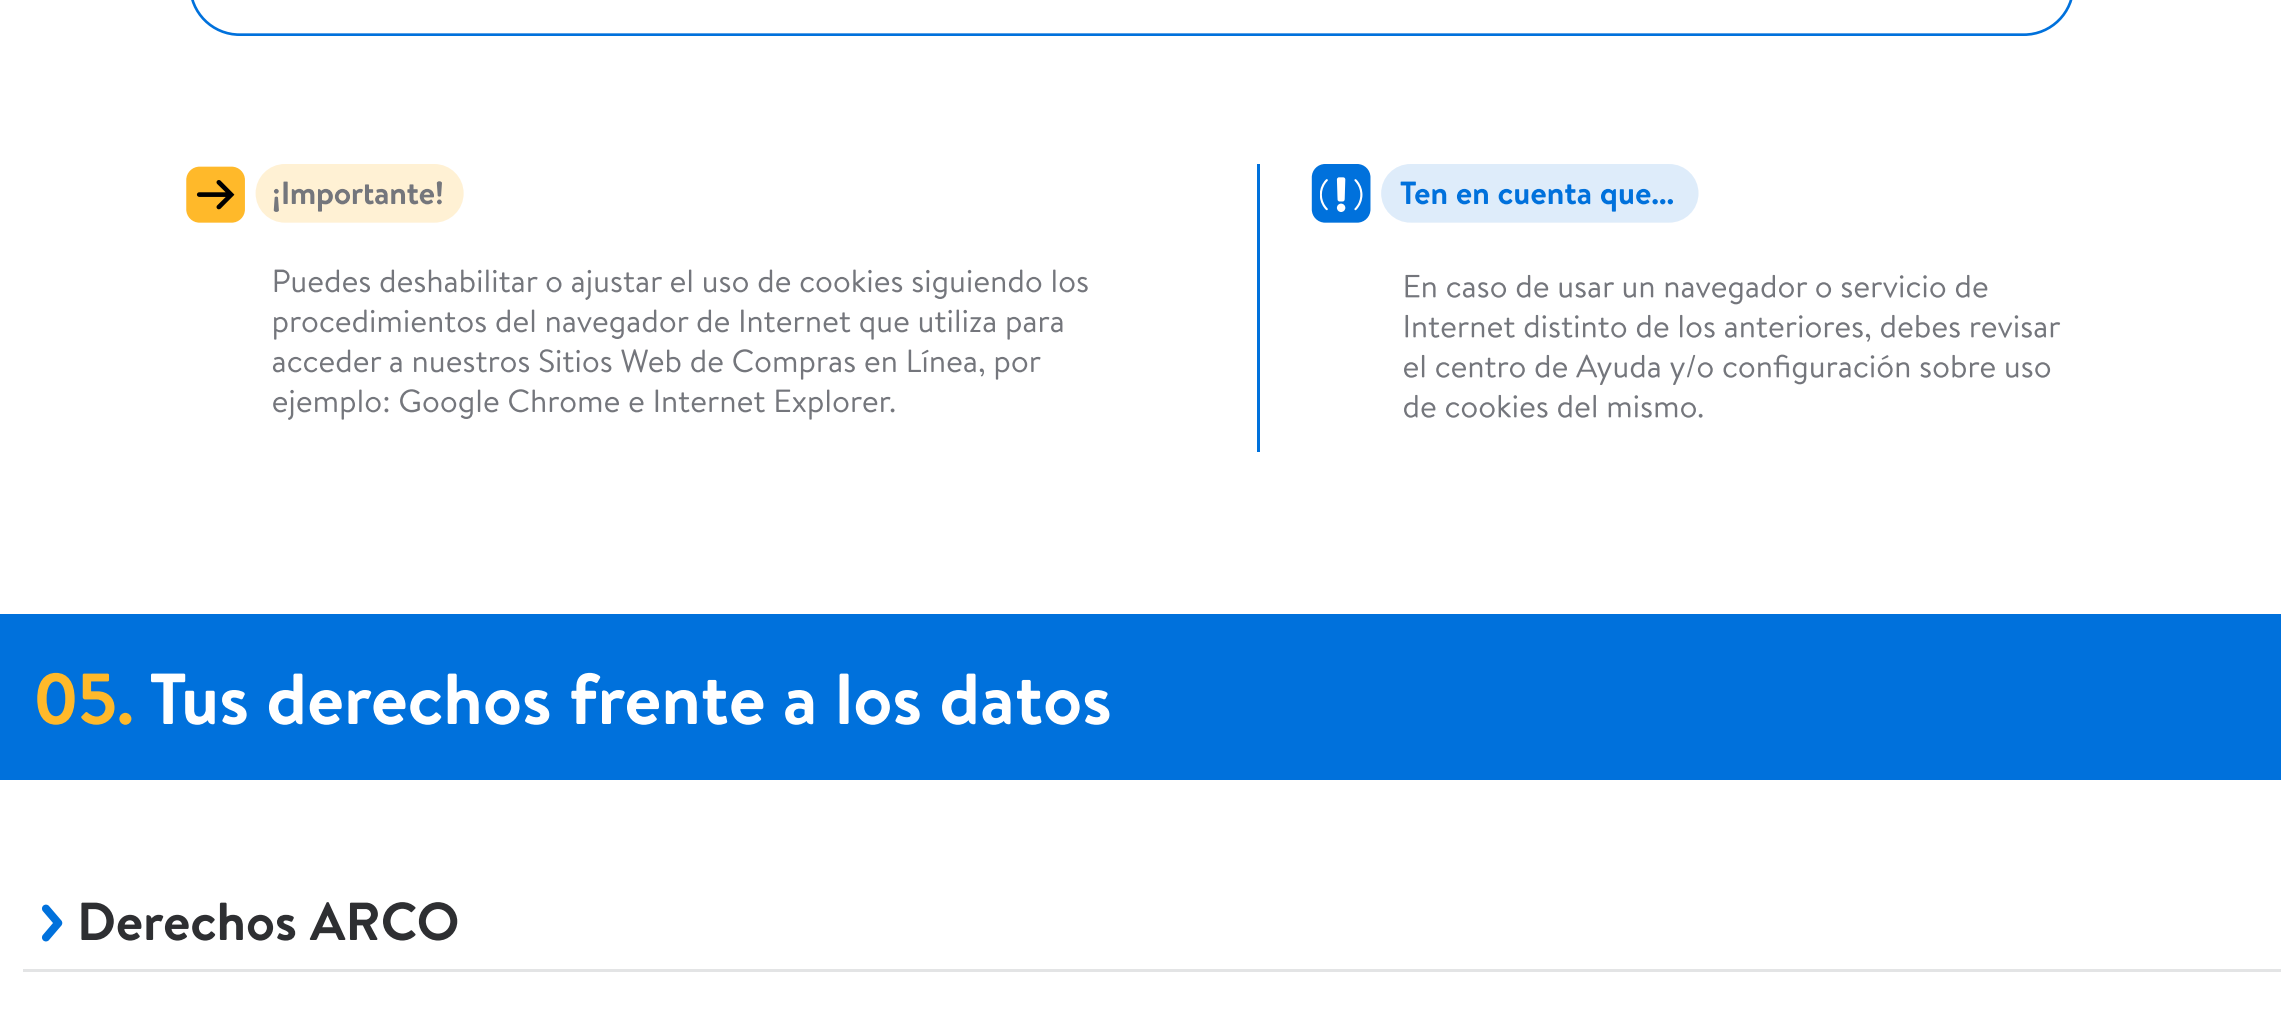 ¡Importante!
Puedes deshabilitar o ajustar el uso de cookies siguiendo los
procedimientos del navegador de Internet que utiliza para
acceder a nuestros Sitios Web de Compras en Línea, por
ejemplo: Google Chrome e Internet Explorer.
(!) Ten en cuenta que...
En caso de usar un navegador o servicio de
Internet distinto de los anteriores, debes revisar
el centro de Ayuda y/o configuración sobre uso
de cookies del mismo.
05. Tus derechos frente a los datos
Derechos ARCO